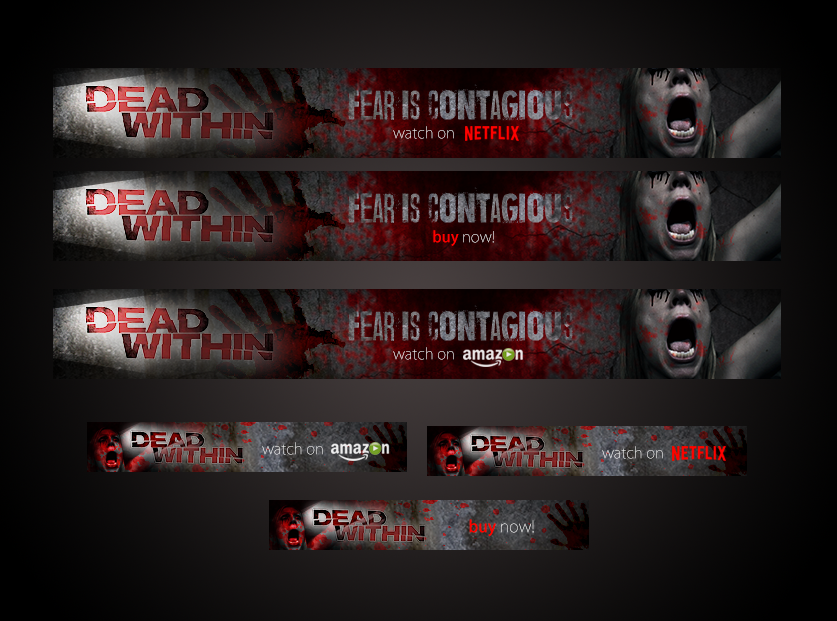 DEAD
WITHIN
FEAR IS CONTAGIOUS
watch on NETFLIX
DEAD
WITHIN
FEAR IS CONTAGIOUS
buy now!
DEAD
WITHIN
FEAR IS CONTAGIOUS
watch on amazon
DEAD
WITHIN
watch on amazon
DEAD
WITHIN
watch on NETFLIX
DEAD
WITHIN
buy now!